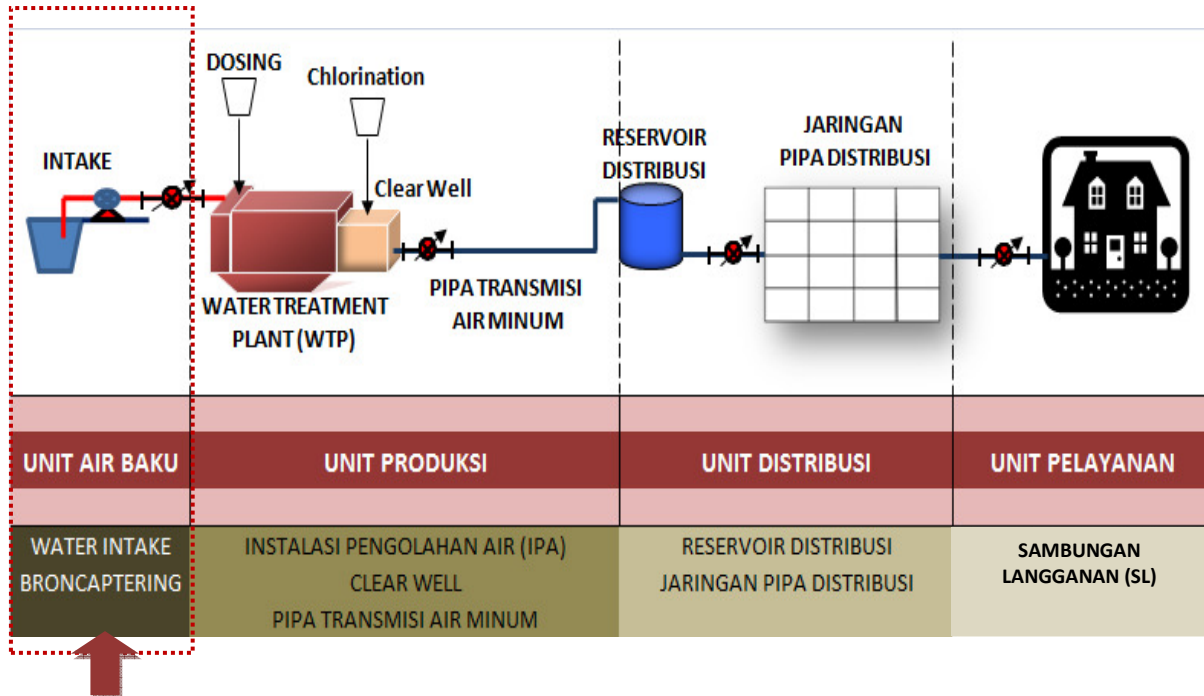 DOSING
Chlorination
INTAKE
Clear Well
WATER TREATMENT
PLANT (WTP)
PIPA TRANSMISI
AIR MINUM
RESERVOIR
DISTRIBUSI
JARINGAN
PIPA DISTRIBUSI
UNIT AIR BAKU
UNIT PRODUKSI
UNIT DISTRIBUSI
UNIT PELAYANAN
WATER INTAKE
BRONCAPTERING
INSTALASI PENGOLAHAN AIR (IPA)
CLEAR WELL
PIPA TRANSMISI AIR MINUM
RESERVOIR DISTRIBUSI
JARINGAN PIPA DISTRIBUSI
SAMBUNGAN
LANGGANAN (SL)